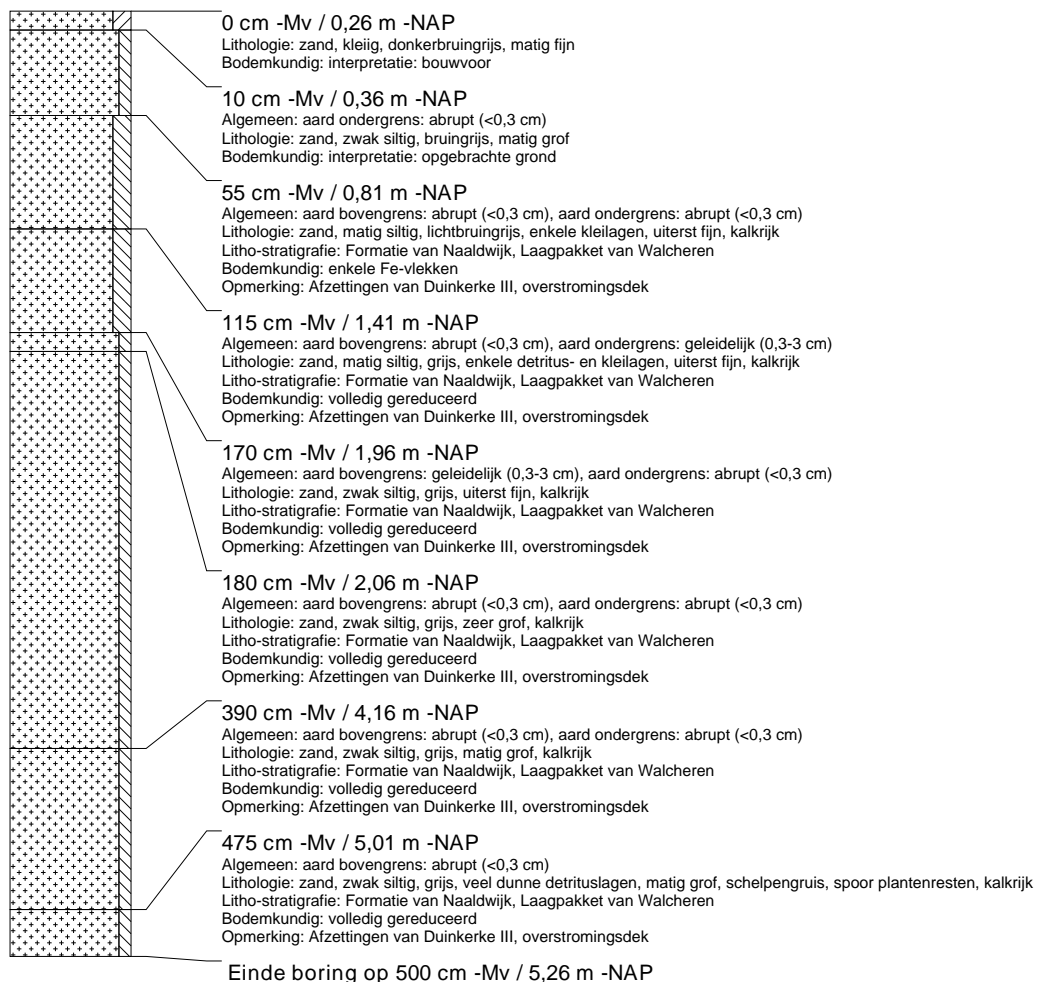 0 cm -Mv / 0,26 m -NAP
Lithologie: zand, kleiig, donkerbruingrijs, matig fijn
Bodemkundig: interpretatie: bouwvoor
10 cm -Mv / 0,36 m -NAP
Algemeen: aard ondergrens: abrupt (<0,3 cm)
Lithologie: zand, zwak siltig, bruingrijs, matig grof
Bodemkundig: interpretatie: opgebrachte grond
55 cm -Mv / 0,81 m -NAP
Algemeen: aard bovengrens: abrupt (<0,3 cm), aard ondergrens: abrupt (<0,3 cm)
Lithologie: zand, matig siltig, lichtbruingrijs, enkele kleilagen, uiterst fijn, kalkrijk
Litho-stratigrafie: Formatie van Naaldwijk, Laagpakket van Walcheren
Bodemkundig: enkele Fe-vlekken
Opmerking: Afzettingen van Duinkerke III, overstromingsdek
115 cm -Mv / 1,41 m -NAP
Algemeen: aard bovengrens: abrupt (<0,3 cm), aard ondergrens: geleidelijk (0,3-3 cm)
Lithologie: zand, matig siltig, grijs, enkele detritus- en kleilagen, uiterst fijn, kalkrijk
Litho-stratigrafie: Formatie van Naaldwijk, Laagpakket van Walcheren
Bodemkundig: volledig gereduceerd
Opmerking: Afzettingen van Duinkerke III, overstromingsdek
170 cm -Mv / 1,96 m -NAP
Algemeen: aard bovengrens: geleidelijk (0,3-3 cm), aard ondergrens: abrupt (<0,3 cm)
Lithologie: zand, zwak siltig, grijs, uiterst fijn, kalkrijk
Litho-stratigrafie: Formatie van Naaldwijk, Laagpakket van Walcheren
Bodemkundig: volledig gereduceerd
Opmerking: Afzettingen van Duinkerke III, overstromingsdek
180 cm -Mv / 2,06 m -NAP
Algemeen: aard bovengrens: abrupt (<0,3 cm), aard ondergrens: abrupt (<0,3 cm)
Lithologie: zand, zwak siltig, grijs, zeer grof, kalkrijk
Litho-stratigrafie: Formatie van Naaldwijk, Laagpakket van Walcheren
Bodemkundig: volledig gereduceerd
Opmerking: Afzettingen van Duinkerke III, overstromingsdek
390 cm -Mv / 4,16 m -NAP
Algemeen: aard bovengrens: abrupt (<0,3 cm), aard ondergrens: abrupt (<0,3 cm)
Lithologie: zand, zwak siltig, grijs, matig grof, kalkrijk
Litho-stratigrafie: Formatie van Naaldwijk, Laagpakket van Walcheren
Bodemkundig: volledig gereduceerd
Opmerking: Afzettingen van Duinkerke III, overstromingsdek
475 cm -Mv / 5,01 m -NAP
Algemeen: aard bovengrens: abrupt (<0,3 cm)
Lithologie: zand, zwak siltig, grijs, veel dunne detrituslagen, matig grof, schelpengruis, spoor plantenresten, kalkrijk
Litho-stratigrafie: Formatie van Naaldwijk, Laagpakket van Walcheren
Bodemkundig: volledig gereduceerd
Opmerking: Afzettingen van Duinkerke III, overstromingsdek
Einde boring op 500 cm -Mv / 5,26 m -NAP